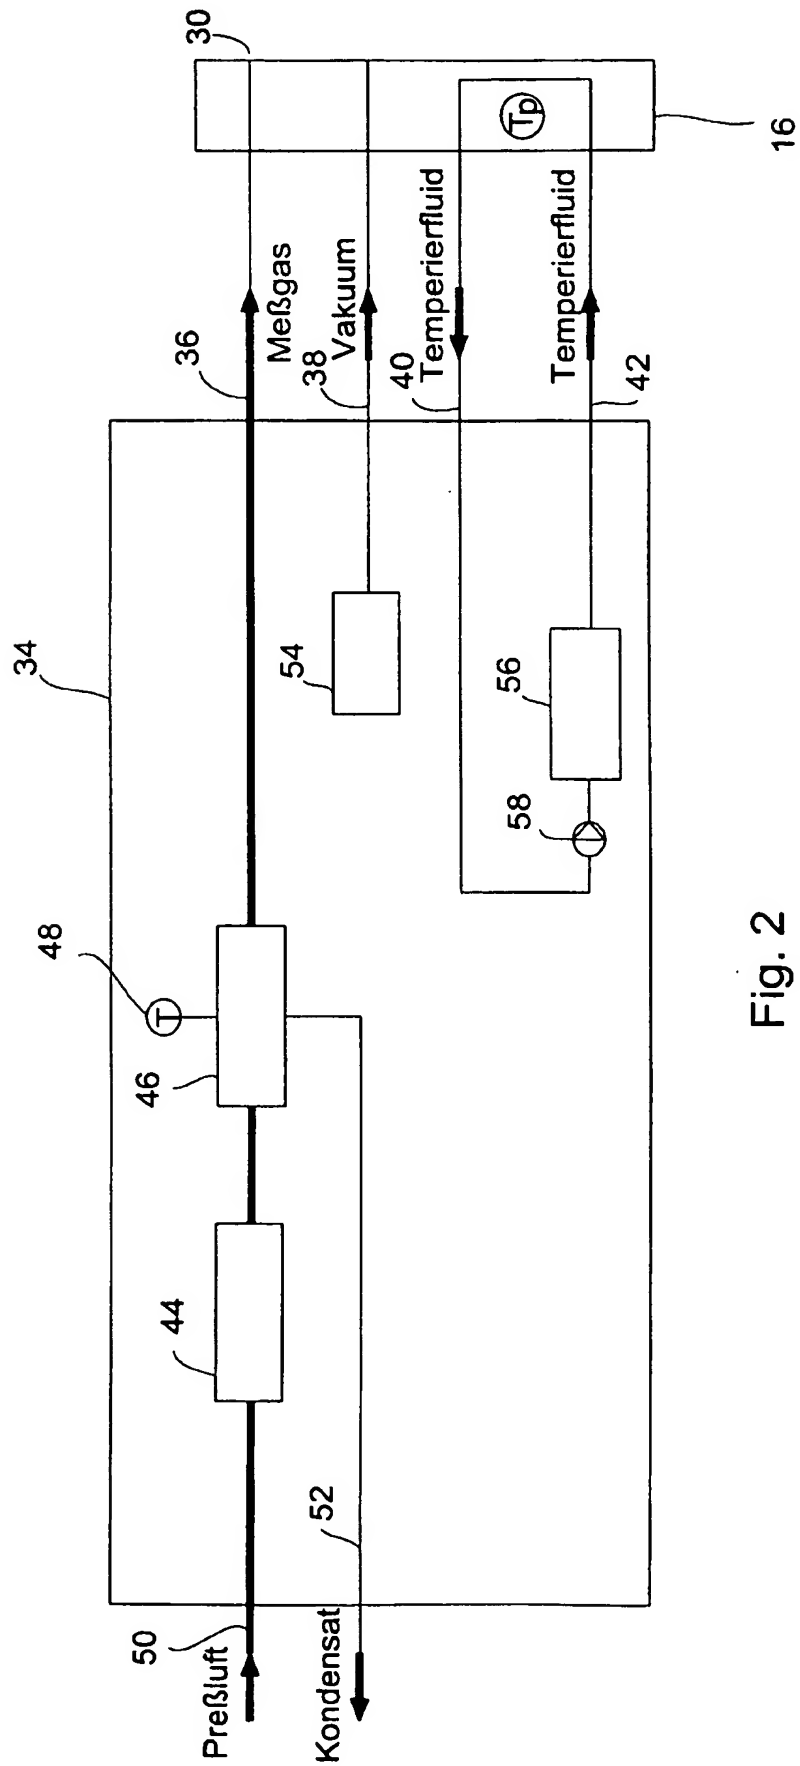 30
16
36
Meßgas
38
Vakuum
40
Temperierfluid
Temperierfluid
42
Tp
34
54
56
58
48
T
46
44
52
50
Preßluft
Kondensat
Fig. 2